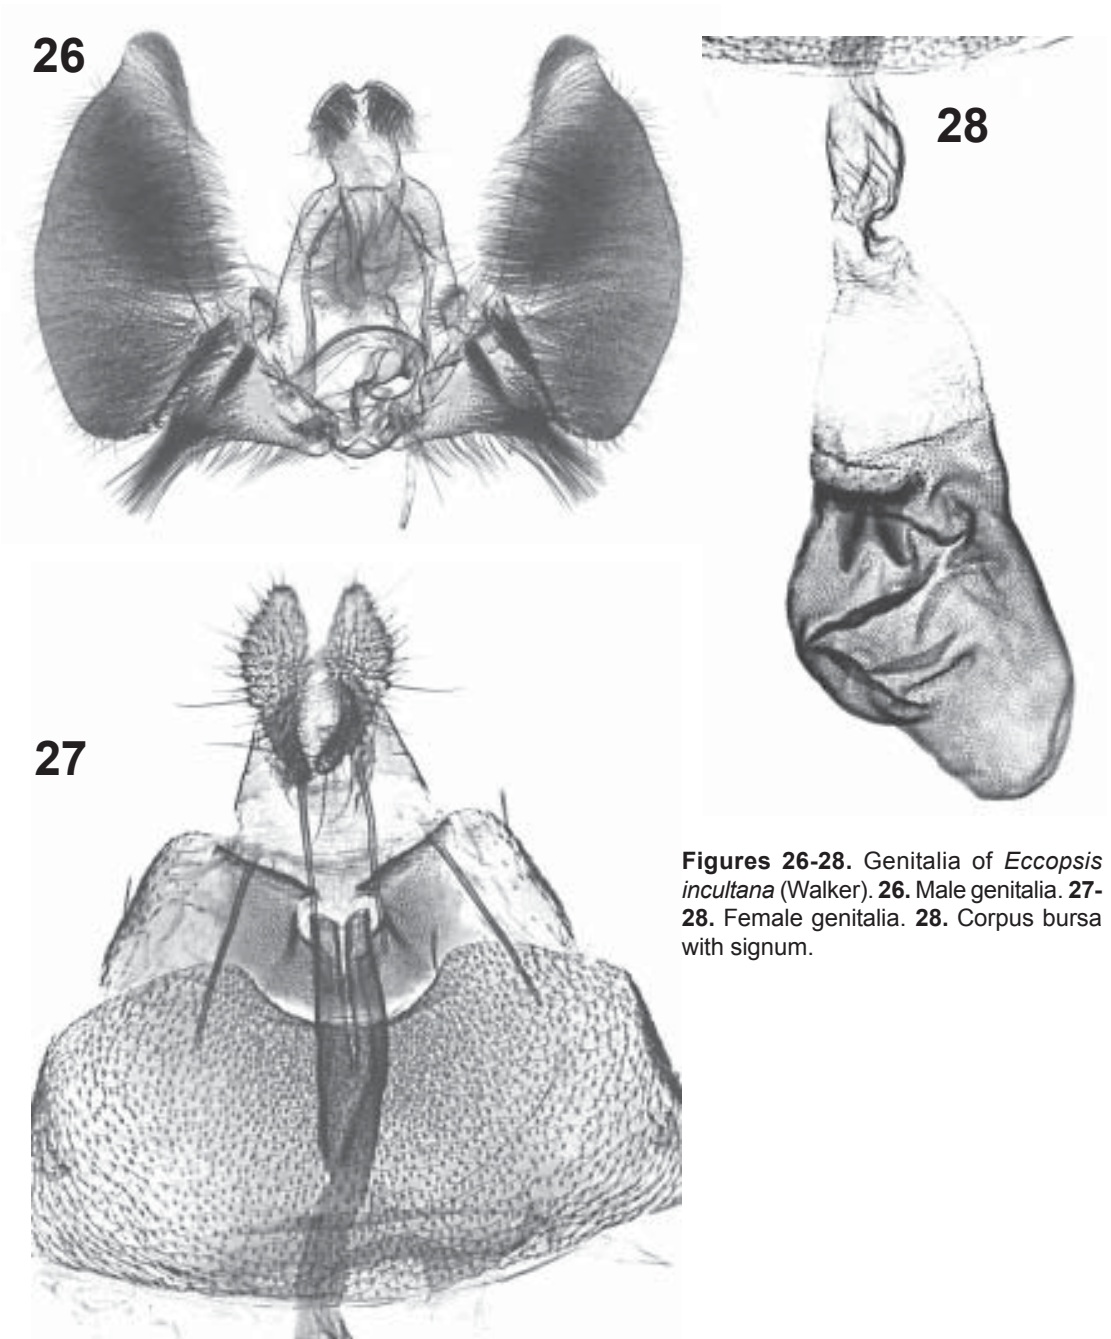 26
28
27
Figures 26-28. Genitalia of Eccopsis
incultana (Walker). 26. Male genitalia. 27-
28. Female genitalia. 28. Corpus bursa
with signum.